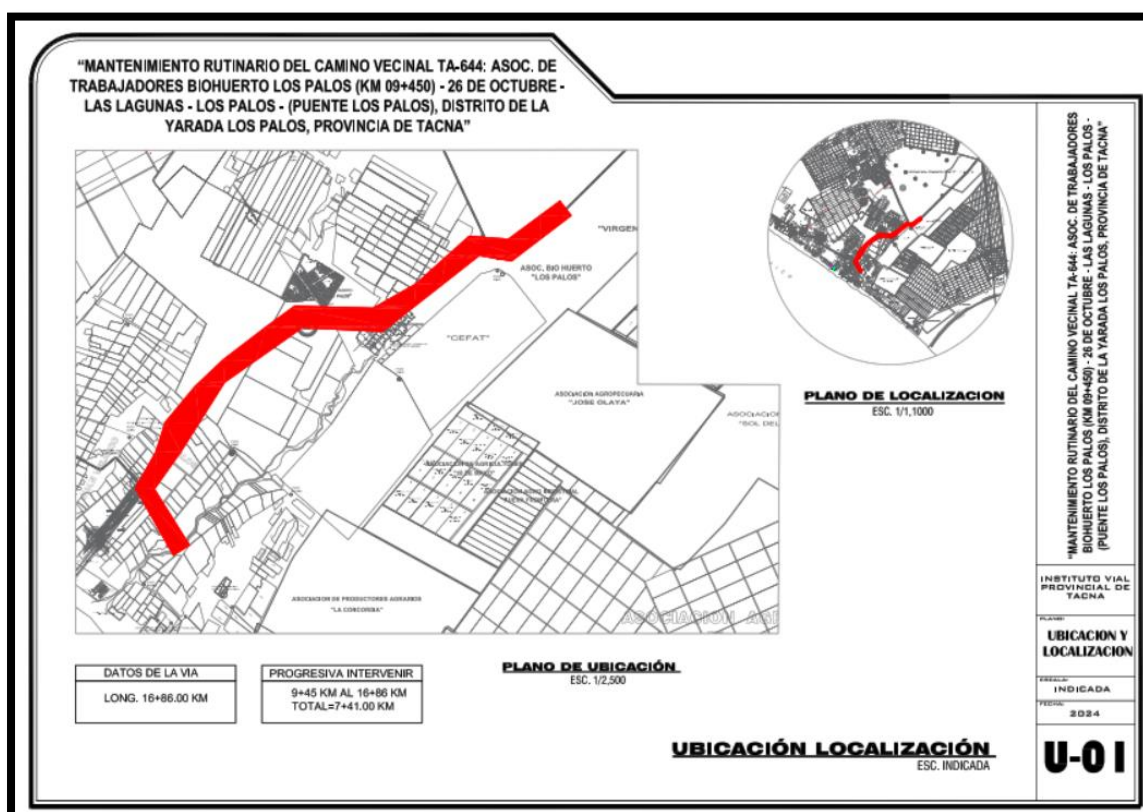 “MANTENIMIENTO RUTINARIO DEL CAMINO VECINAL TA-644: ASOC. DE
TRABAJADORES BIOHUERTO LOS PALOS (KM 09+450) - 26 DE OCTUBRE -
LAS LAGUNAS - LOS PALOS - (PUENTE LOS PALOS), DISTRITO DE LA
YARADA LOS PALOS, PROVINCIA DE TACNA”
"VIRGEN
ASOC. BIO HUERTO
"LOS PALOS"
"CEFAT"
ASOCIACION AGROPECUARIA
"JOSE OLAYA"
ASOCIACION
"SOL DEL
ASOCIACION DE PRODUCTORES AGRARIOS
"LA CONCORDIA"
ASOCIACION AGR
PLANO DE UBICACIÓN
ESC. 1/2,500
PLANO DE LOCALIZACION
ESC. 1/1,1000
DATOS DE LA VIA
LONG. 16+86.00 KM
PROGRESIVA INTERVENIR
9+45 KM AL 16+86 KM
TOTAL=7+41.00 KM
UBICACIÓN LOCALIZACIÓN
ESC. INDICADA
“MANTENIMIENTO RUTINARIO DEL CAMINO VECINAL TA-644: ASOC. DE TRABAJADORES
BIOHUERTO LOS PALOS (KM 09+450) - 26 DE OCTUBRE - LAS LAGUNAS - LOS PALOS -
(PUENTE LOS PALOS), DISTRITO DE LA YARADA LOS PALOS, PROVINCIA DE TACNA”
INSTITUTO VIAL
PROVINCIAL DE
TACNA
PLANO:
UBICACION Y
LOCALIZACION
ESCALA:
INDICADA
FECHA:
2024
U-01